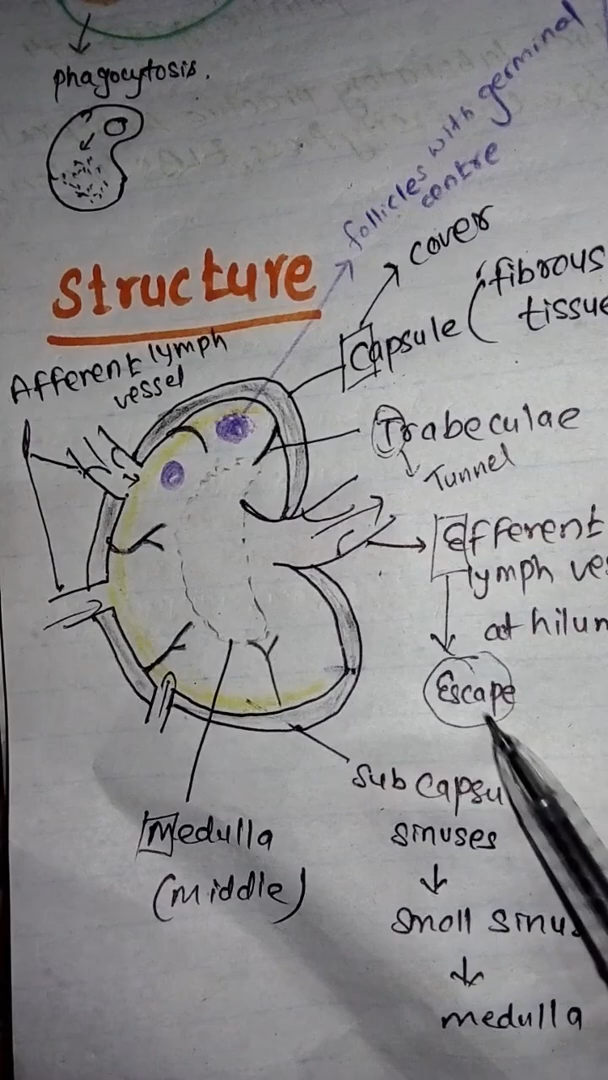 phagocytosis.
follicles with germinal
centre
cover
Structure
fibrous
tissue
Capsule
Afferent lymph
vessel
Trabeculae
Tunnel
Efferent
lymph ve
at hilum
Escape
sub capsu
sinuses
small sinus
medulla
Medulla
(middle)